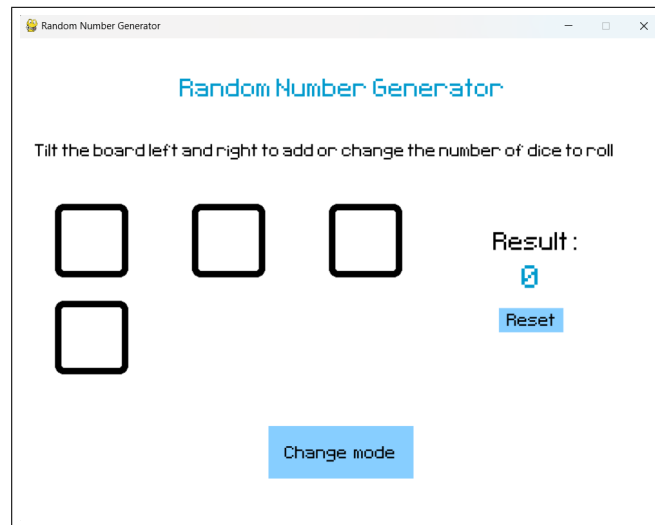 Random Number Generator
Random Number Generator
Tilt the board left and right to add or change the number of dice to roll
Result :
0
Reset
Change mode